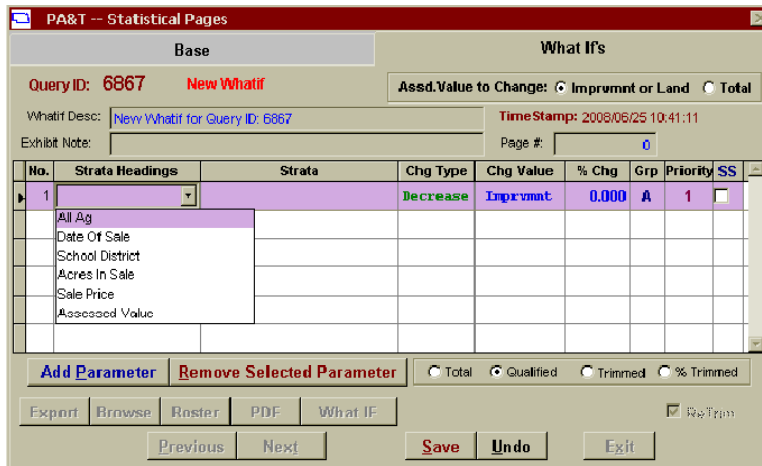 PA&T -- Statistical Pages
Base What If's
Query ID: 6867 New Whatif Assd.Value to Change: Imprvmnt or Land Total
Whatif Desc: New Whatif for Query ID: 6867 TimeStamp: 2008/06/25 10:41:11
Exhibit Note: Page #: 0
No. Strata Headings Strata Chg Type Chg Value % Chg Grp Priority SS
1 Decrease Imprvmnt 0.000 A 1
All Ag
Date Of Sale
School District
Acres In Sale
Sale Price
Assessed Value
Add Parameter Remove Selected Parameter Total Qualified Trimmed % Trimmed
Export Browse Roster PDF What IF ReTrim
Previous Next Save Undo Exit